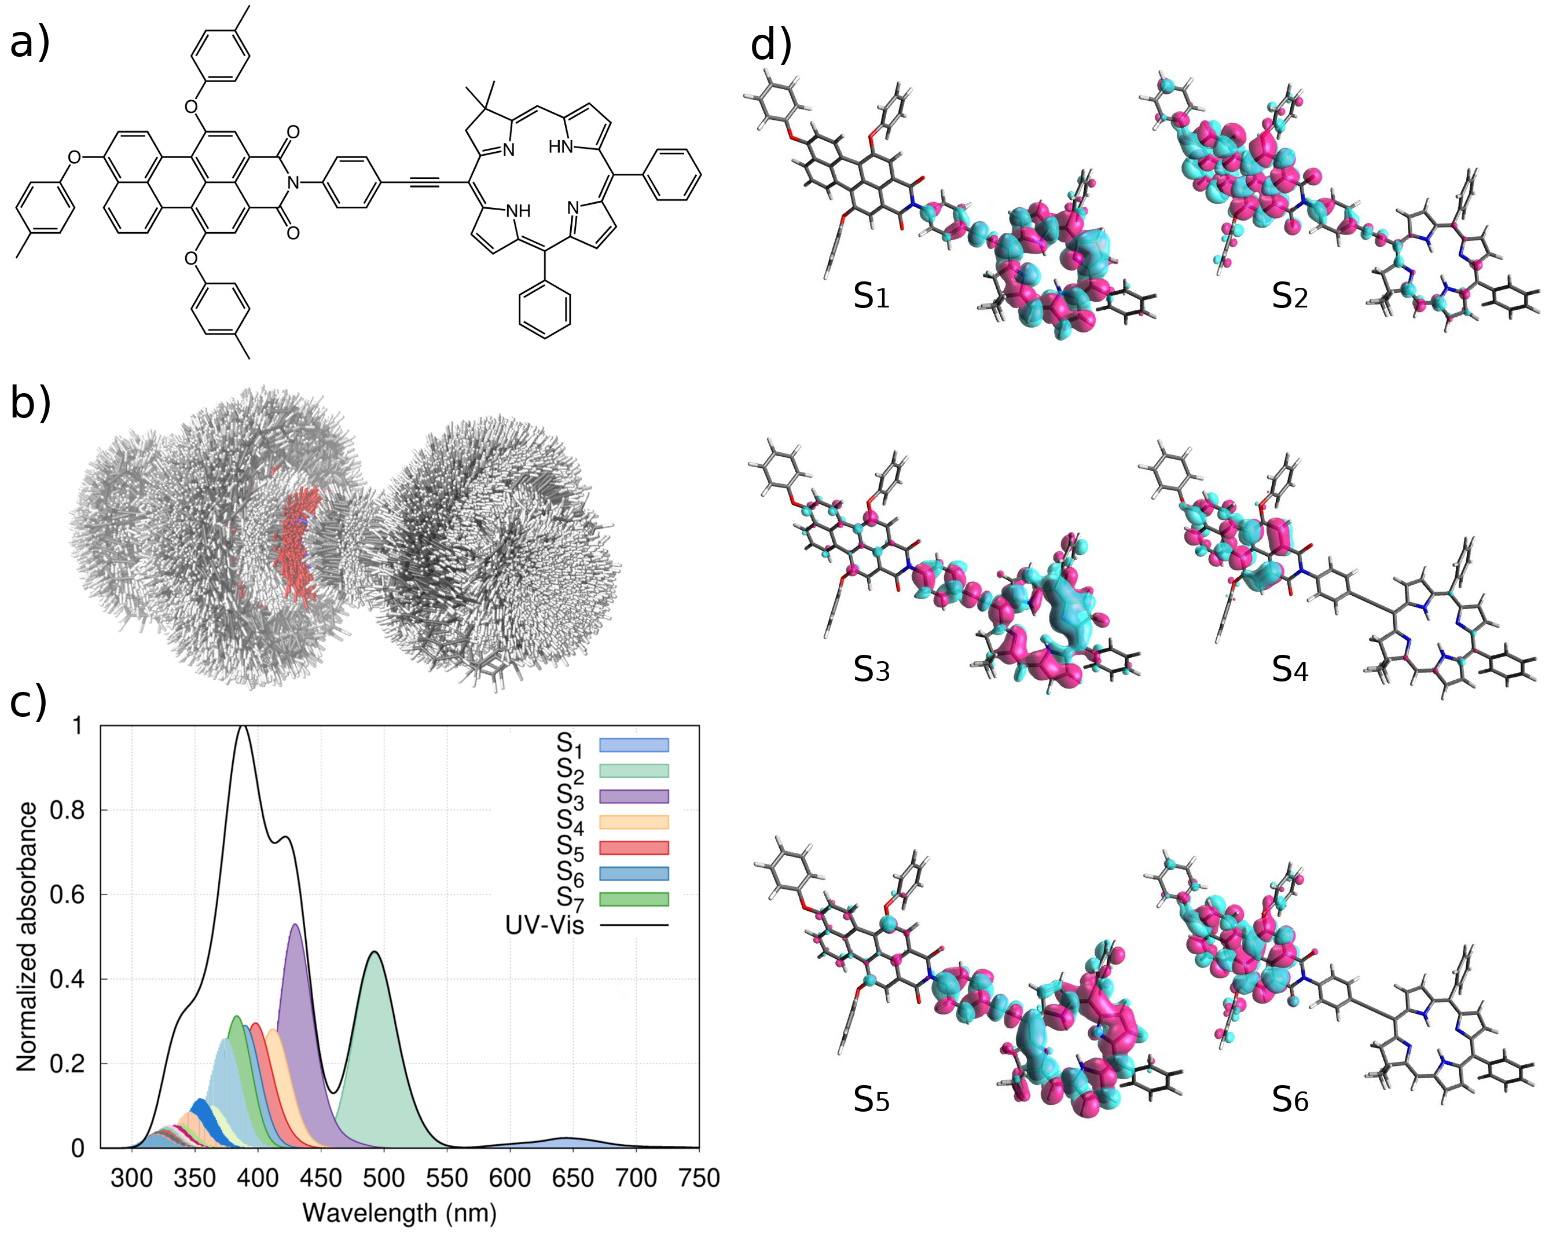 a)
O
O
O
O
O
N
N
HN
NH
N
b)
c)
Normalized absorbance
1
0.8
0.6
0.4
0.2
0
300 350 400 450 500 550 600 650 700 750
Wavelength (nm)
S1
S2
S3
S4
S5
S6
S7
UV-Vis
d)
S1
S2
S3
S4
S5
S6